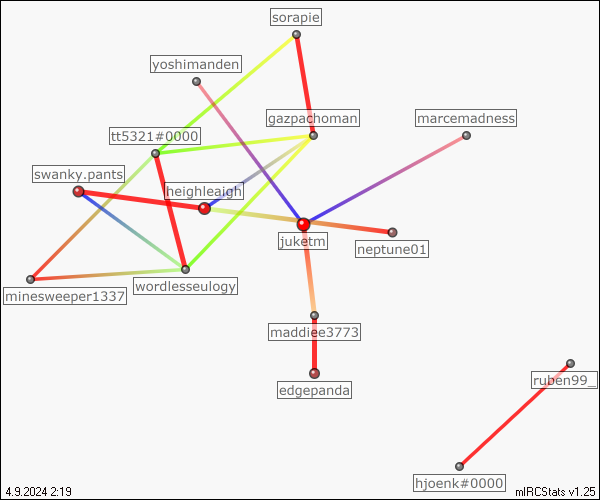 sorapie
yoshimanden
gazpachoman
marcemadness
tt5321#0000
swanky.pants
heighleaigh
juketm
neptune01
minesweeper1337
wordlesseulogy
maddiee3773
ruben99_
edgepanda
hjoenk#0000
4.9.2024 2:19
mIRCStats v1.25